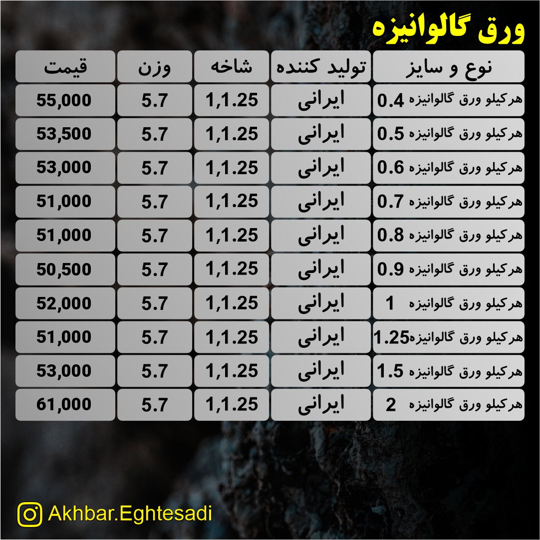 ورق گالوانیزه
نوع و سایز تولید کننده شاخه وزن قیمت
هرکیلو ورق گالوانیزه 0.4 ایرانی 1,1.25 5.7 55,000
هرکیلو ورق گالوانیزه 0.5 ایرانی 1,1.25 5.7 53,500
هرکیلو ورق گالوانیزه 0.6 ایرانی 1,1.25 5.7 53,000
هرکیلو ورق گالوانیزه 0.7 ایرانی 1,1.25 5.7 51,000
هرکیلو ورق گالوانیزه 0.8 ایرانی 1,1.25 5.7 51,000
هرکیلو ورق گالوانیزه 0.9 ایرانی 1,1.25 5.7 50,500
هرکیلو ورق گالوانیزه 1 ایرانی 1,1.25 5.7 52,000
هرکیلو ورق گالوانیزه 1.25 ایرانی 1,1.25 5.7 51,000
هرکیلو ورق گالوانیزه 1.5 ایرانی 1,1.25 5.7 53,000
هرکیلو ورق گالوانیزه 2 ایرانی 1,1.25 5.7 61,000
Akhbar.Eghtesadi